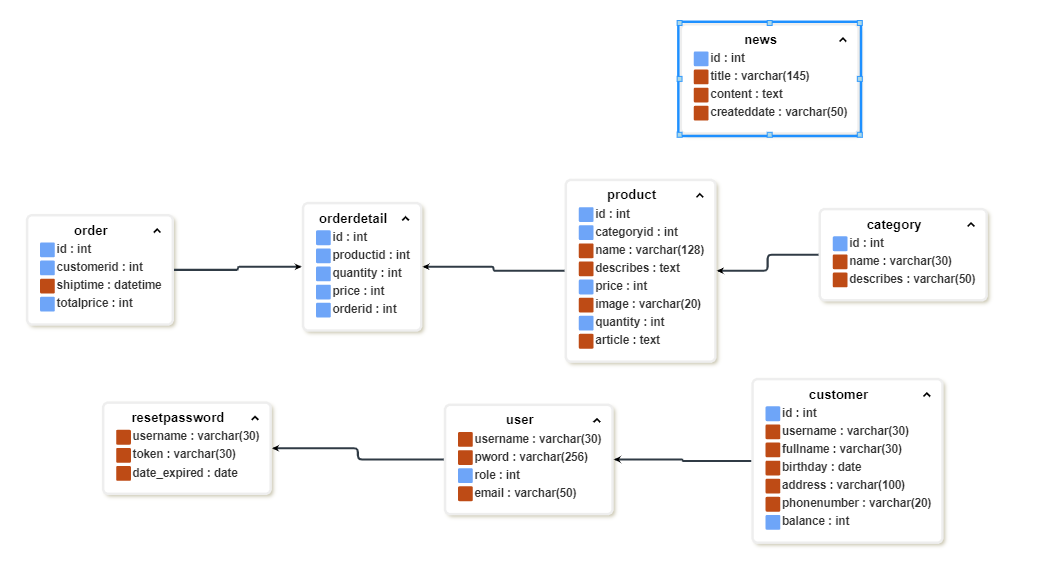 news
id : int
title : varchar(145)
content : text
createddate : varchar(50)
order
id : int
customerid : int
shiptime : datetime
totalprice : int
orderdetail
id : int
productid : int
quantity : int
price : int
orderid : int
product
id : int
categoryid : int
name : varchar(128)
describes : text
price : int
image : varchar(20)
quantity : int
article : text
category
id : int
name : varchar(30)
describes : varchar(50)
resetpassword
username : varchar(30)
token : varchar(30)
date_expired : date
user
username : varchar(30)
pword : varchar(256)
role : int
email : varchar(50)
customer
id : int
username : varchar(30)
fullname : varchar(30)
birthday : date
address : varchar(100)
phonenumber : varchar(20)
balance : int